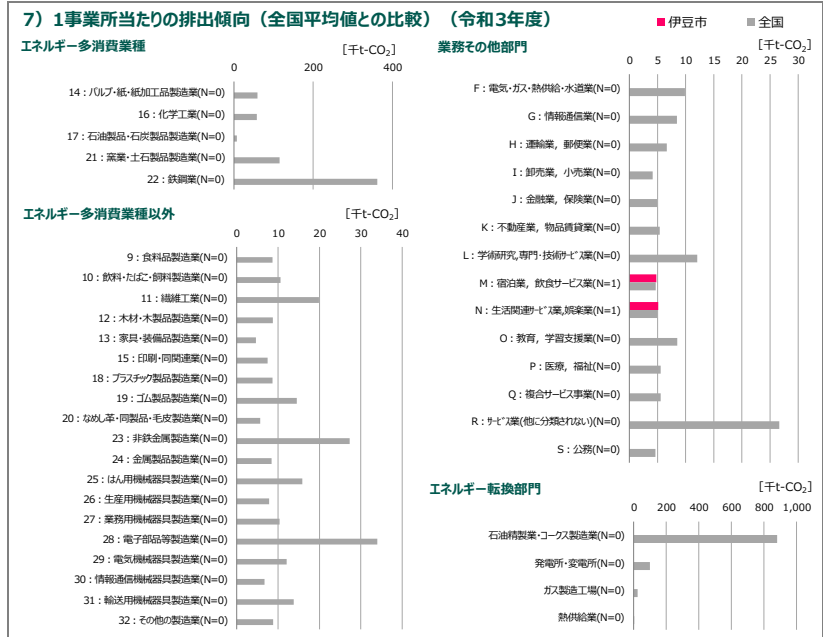 7）1事業所当たりの排出傾向（全国平均値との比較）（令和3年度）
伊豆市
全国
エネルギー多消費業種
[千t-CO₂]
0 200 400
14：パルプ・紙・紙加工品製造業(N=0)
16：化学工業(N=0)
17：石油製品・石炭製品製造業(N=0)
21：窯業・土石製品製造業(N=0)
22：鉄鋼業(N=0)
エネルギー多消費業種以外
[千t-CO₂]
0 10 20 30 40
9：食料品製造業(N=0)
10：飲料・たばこ・飼料製造業(N=0)
11：繊維工業(N=0)
12：木材・木製品製造業(N=0)
13：家具・装備品製造業(N=0)
15：印刷・同関連業(N=0)
18：プラスチック製品製造業(N=0)
19：ゴム製品製造業(N=0)
20：なめし革・同製品・毛皮製造業(N=0)
23：非鉄金属製造業(N=0)
24：金属製品製造業(N=0)
25：はん用機械器具製造業(N=0)
26：生産用機械器具製造業(N=0)
27：業務用機械器具製造業(N=0)
28：電子部品等製造業(N=0)
29：電気機械器具製造業(N=0)
30：情報通信機械器具製造業(N=0)
31：輸送用機械器具製造業(N=0)
32：その他の製造業(N=0)
業務その他部門
[千t-CO₂]
0 5 10 15 20 25 30
F：電気・ガス・熱供給・水道業(N=0)
G：情報通信業(N=0)
H：運輸業，郵便業(N=0)
I：卸売業，小売業(N=0)
J：金融業，保険業(N=0)
K：不動産業，物品賃貸業(N=0)
L：学術研究,専門・技術サービス業(N=0)
M：宿泊業，飲食サービス業(N=1)
N：生活関連サービス業,娯楽業(N=1)
O：教育，学習支援業(N=0)
P：医療，福祉(N=0)
Q：複合サービス事業(N=0)
R：サービス業(他に分類されない)(N=0)
S：公務(N=0)
エネルギー転換部門
[千t-CO₂]
0 200 400 600 800 1,000
石油精製業・コークス製造業(N=0)
発電所・変電所(N=0)
ガス製造工場(N=0)
熱供給業(N=0)